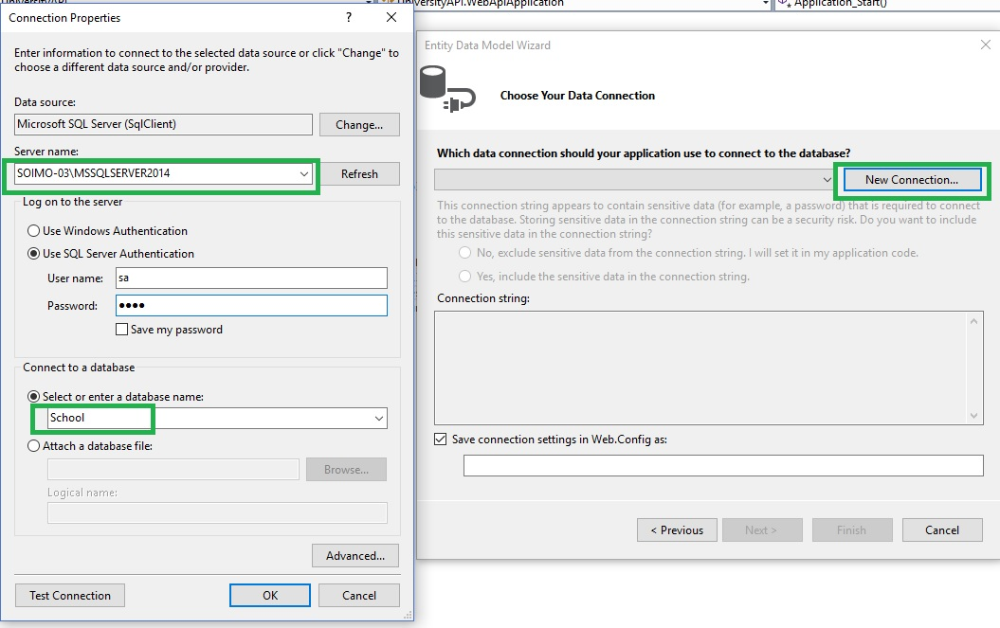 UniversityAPI.WebApiApplication
Application_Start()
Connection Properties
?
Enter information to connect to the selected data source or click "Change" to
choose a different data source and/or provider.
Data source:
Microsoft SQL Server (SqlClient)
Change...
Server name:
SOIMO-03\MSSQLSERVER2014
Refresh
Log on to the server
Use Windows Authentication
Use SQL Server Authentication
User name:
sa
Password:
●●●●
Save my password
Connect to a database
Select or enter a database name:
School
Attach a database file:
Browse...
Logical name:
Advanced...
Test Connection
OK
Cancel
Entity Data Model Wizard
Choose Your Data Connection
Which data connection should your application use to connect to the database?
New Connection...
This connection string appears to contain sensitive data (for example, a password) that is required to connect
to the database. Storing sensitive data in the connection string can be a security risk. Do you want to include
this sensitive data in the connection string?
No, exclude sensitive data from the connection string. I will set it in my application code.
Yes, include the sensitive data in the connection string.
Connection string:
Save connection settings in Web.Config as:
< Previous
Next >
Finish
Cancel